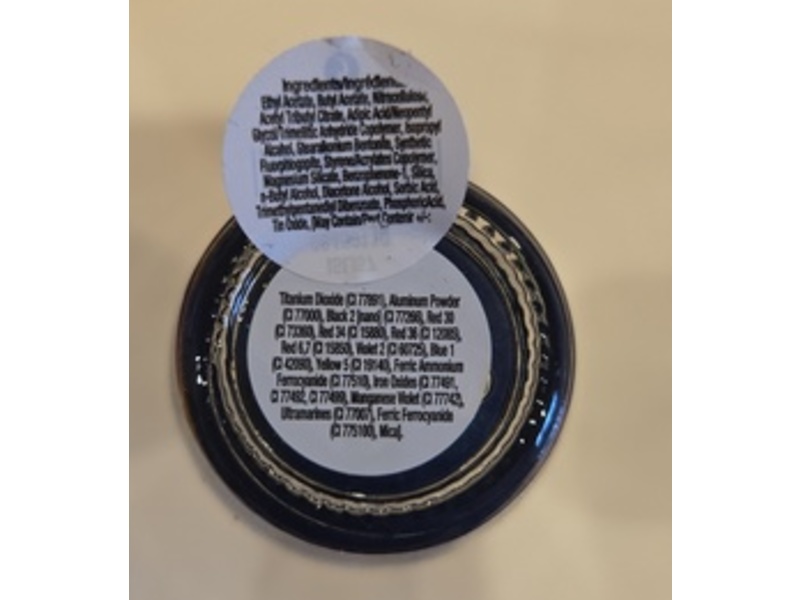 Ingredients/Ingrédien
Ethyl Acetate, Butyl Acetate, Nitrocellulose,
Acetyl Tributyl Citrate, Adipic Acid/Neopentyl
Glycol/Trimellitic Anhydride Copolymer, Isopropyl
Alcohol, Stearalkonium Bentonite, Synthetic
Fluorphlogopite, Styrene/Acrylates Copolymer,
Magnesium Silicate, Benzophenone-1, Silica,
n-Butyl Alcohol, Diacetone Alcohol, Sorbic Acid,
Trimethylpentanediyl Dibenzoate, Phosphoric Acid,
Tin Oxide, [May Contain/Peut Contenir +/-:
Titanium Dioxide (CI 77891), Aluminum Powder
(CI 77000), Black 2 [nano] (CI 77266), Red 30
(CI 73360), Red 34 (CI 15880), Red 36 (CI 12085),
Red 6,7 (CI 15850), Violet 2 (CI 60725), Blue 1
(CI 42090), Yellow 5 (CI 19140), Ferric Ammonium
Ferrocyanide (CI 77510), Iron Oxides (CI 77491,
CI 77492, CI 77499), Manganese Violet (CI 77742),
Ultramarines (CI 77007), Ferric Ferrocyanide
(CI 775100), Mica].